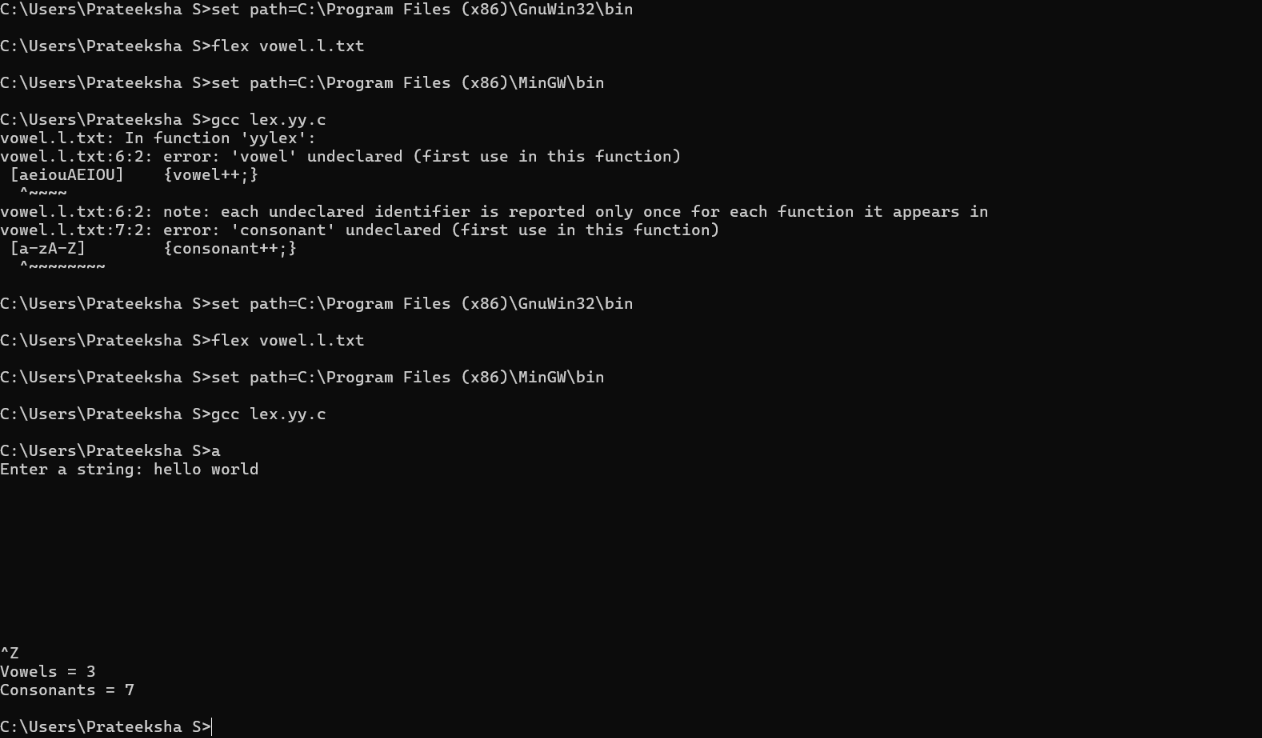 C:\Users\Prateeksha S>set path=C:\Program Files (x86)\GnuWin32\bin
C:\Users\Prateeksha S>flex vowel.l.txt
C:\Users\Prateeksha S>set path=C:\Program Files (x86)\MinGW\bin
C:\Users\Prateeksha S>gcc lex.yy.c
vowel.l.txt: In function 'yylex':
vowel.l.txt:6:2: error: 'vowel' undeclared (first use in this function)
 [aeiouAEIOU]    {vowel++;}
  ^~~~~
vowel.l.txt:6:2: note: each undeclared identifier is reported only once for each function it appears in
vowel.l.txt:7:2: error: 'consonant' undeclared (first use in this function)
 [a-zA-Z]        {consonant++;}
  ^~~~~~~~~
C:\Users\Prateeksha S>set path=C:\Program Files (x86)\GnuWin32\bin
C:\Users\Prateeksha S>flex vowel.l.txt
C:\Users\Prateeksha S>set path=C:\Program Files (x86)\MinGW\bin
C:\Users\Prateeksha S>gcc lex.yy.c
C:\Users\Prateeksha S>a
Enter a string: hello world
^Z
Vowels = 3
Consonants = 7
C:\Users\Prateeksha S>